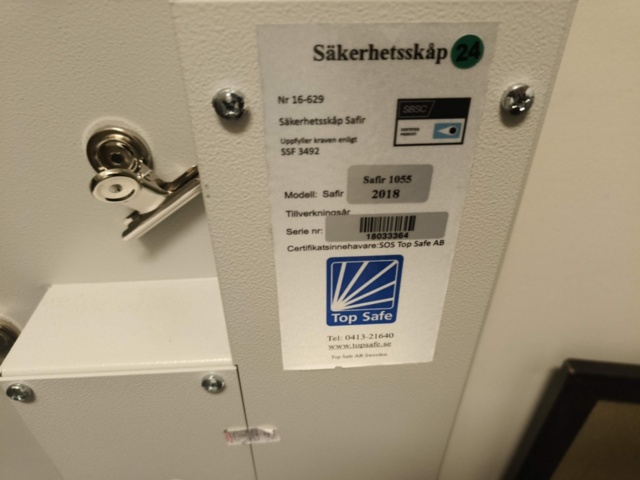 Säkerhetsskåp 24
Nr 16-629
SBSC
Säkerhetsskåp Safir
Uppfyller kraven enligt
SSF 3492
Safir 1055
Modell: Safir 2018
Tillverkningsår
Serie nr: 18033364
Certifikatsinnehavare:SOS Top Safe AB
Top Safe
Tel: 0413-21640
www.topsafe.se
Top Safe AB Sweden